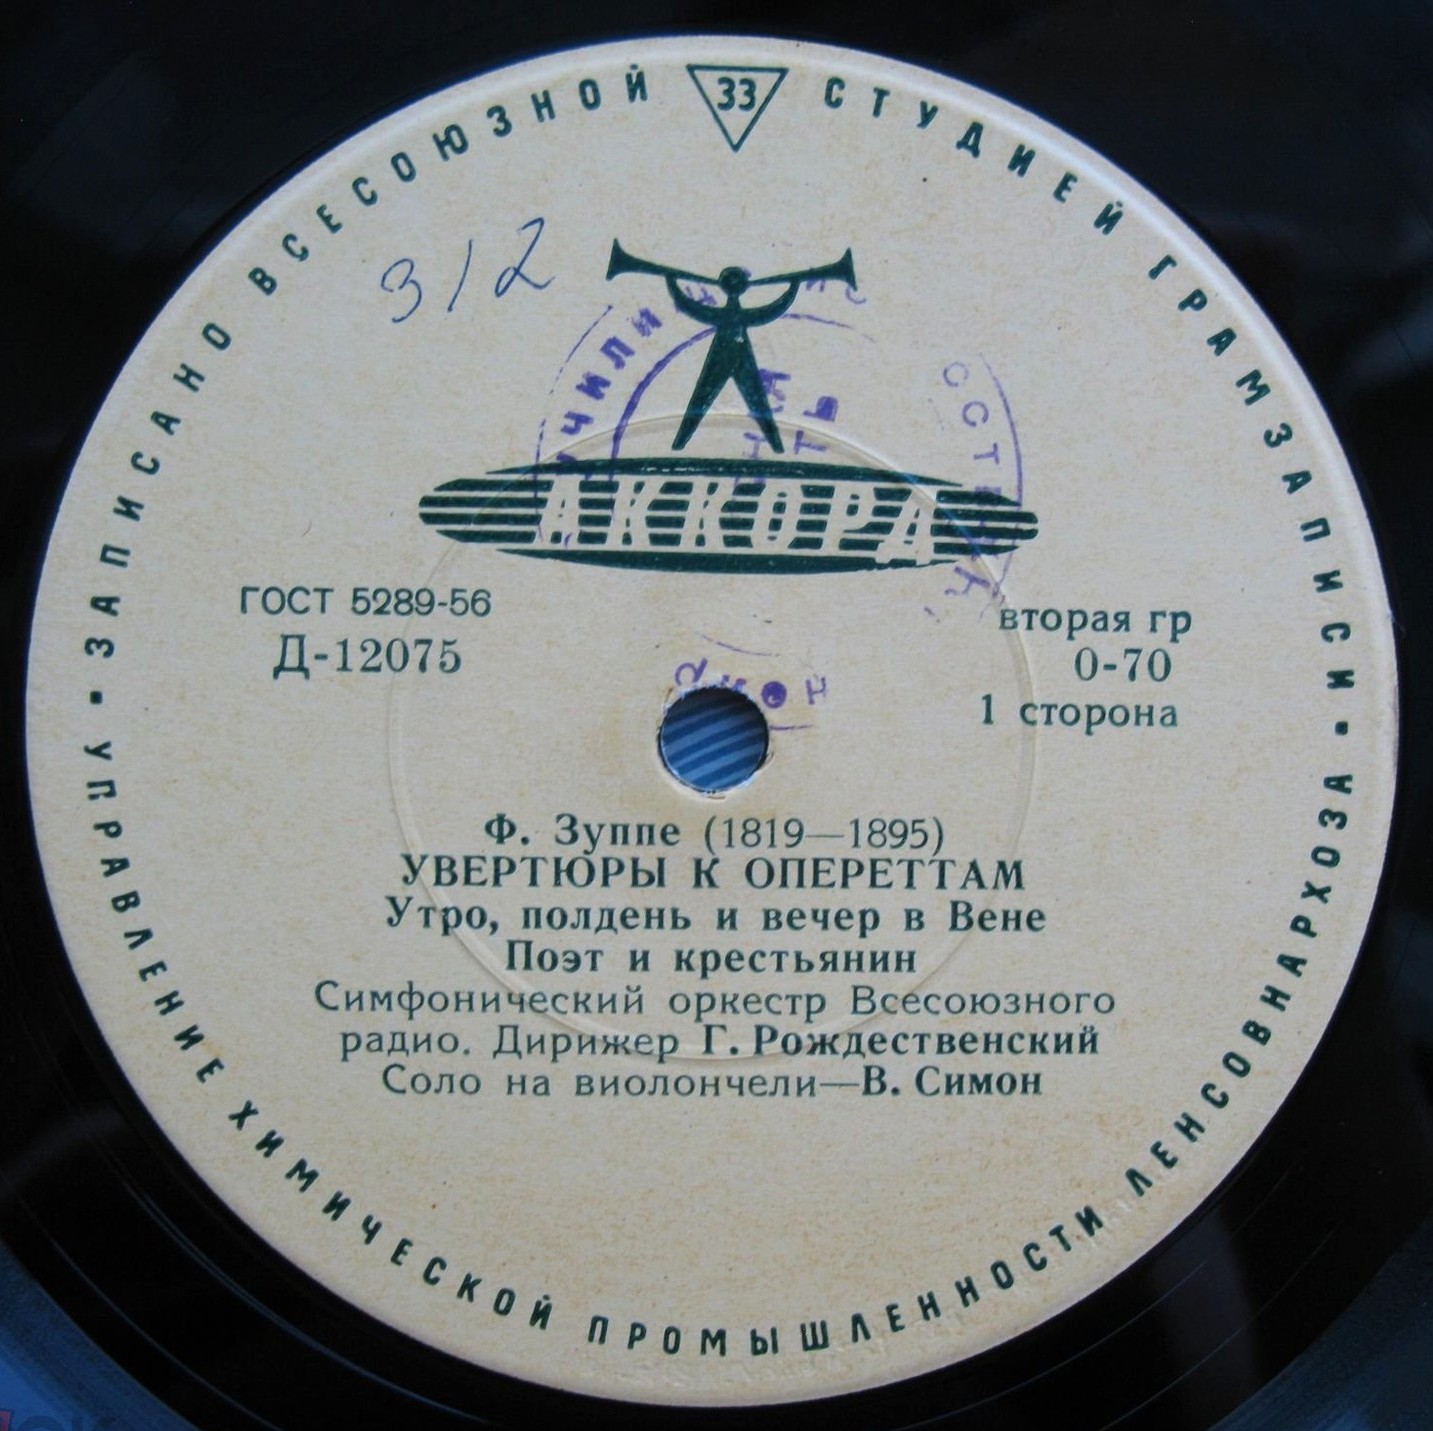 ЗАПИСАНО ВСЕСОЮЗНОЙ 33 СТУДИЕЙ ГРАМЗАПИСИ
312
АККОРД
ГОСТ 5289-56
Д-12075
вторая гр
0-70
1 сторона
Ф. Зуппе (1819—1895)
УВЕРТЮРЫ К ОПЕРЕТТАМ
Утро, полдень и вечер в Вене
Поэт и крестьянин
Симфонический оркестр Всесоюзного
радио. Дирижер Г. Рождественский
Соло на виолончели—В. Симон
УПРАВЛЕНИЕ ХИМИЧЕСКОЙ ПРОМЫШЛЕННОСТИ ЛЕНСОВНАРХОЗА